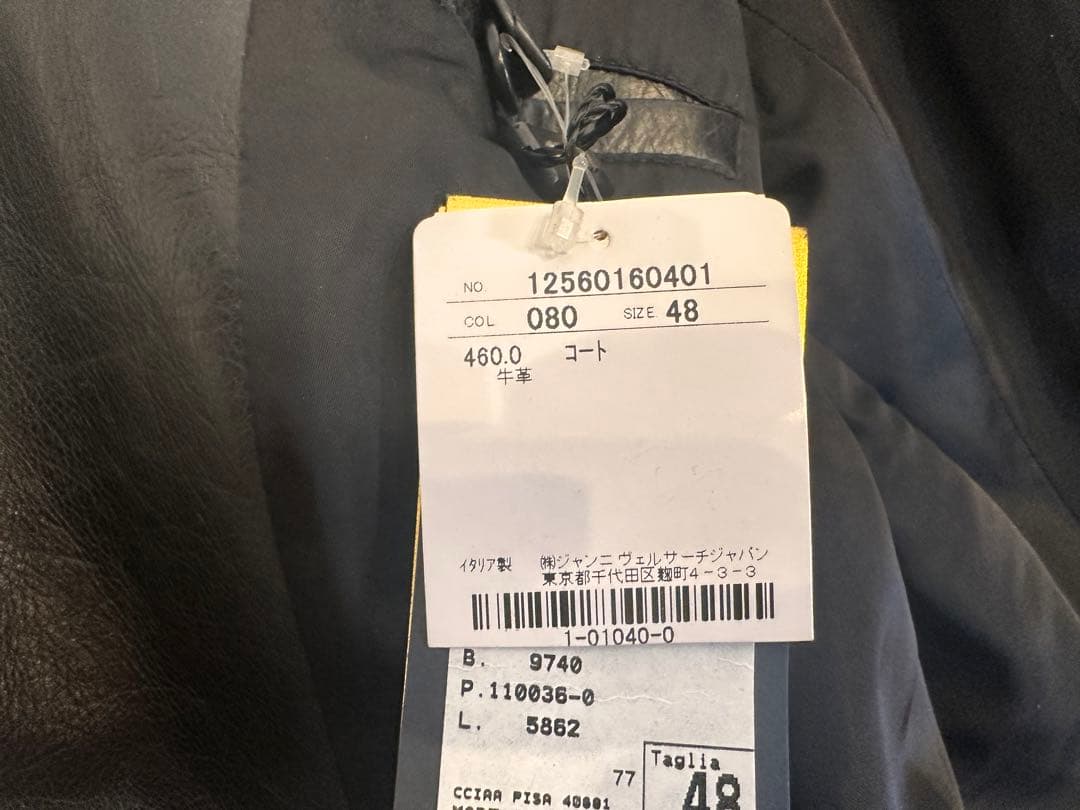 NO. 12560160401
COL 080 SIZE 48
460.0 コート
牛革
イタリア製 ㈱ジャンニ ヴェルサーチジャパン
東京都千代田区麹町4-3-3
1-01040-0
B. 9740
P.110036-0
L. 5862
77 Taglia
48
CCIAA PISA 40891